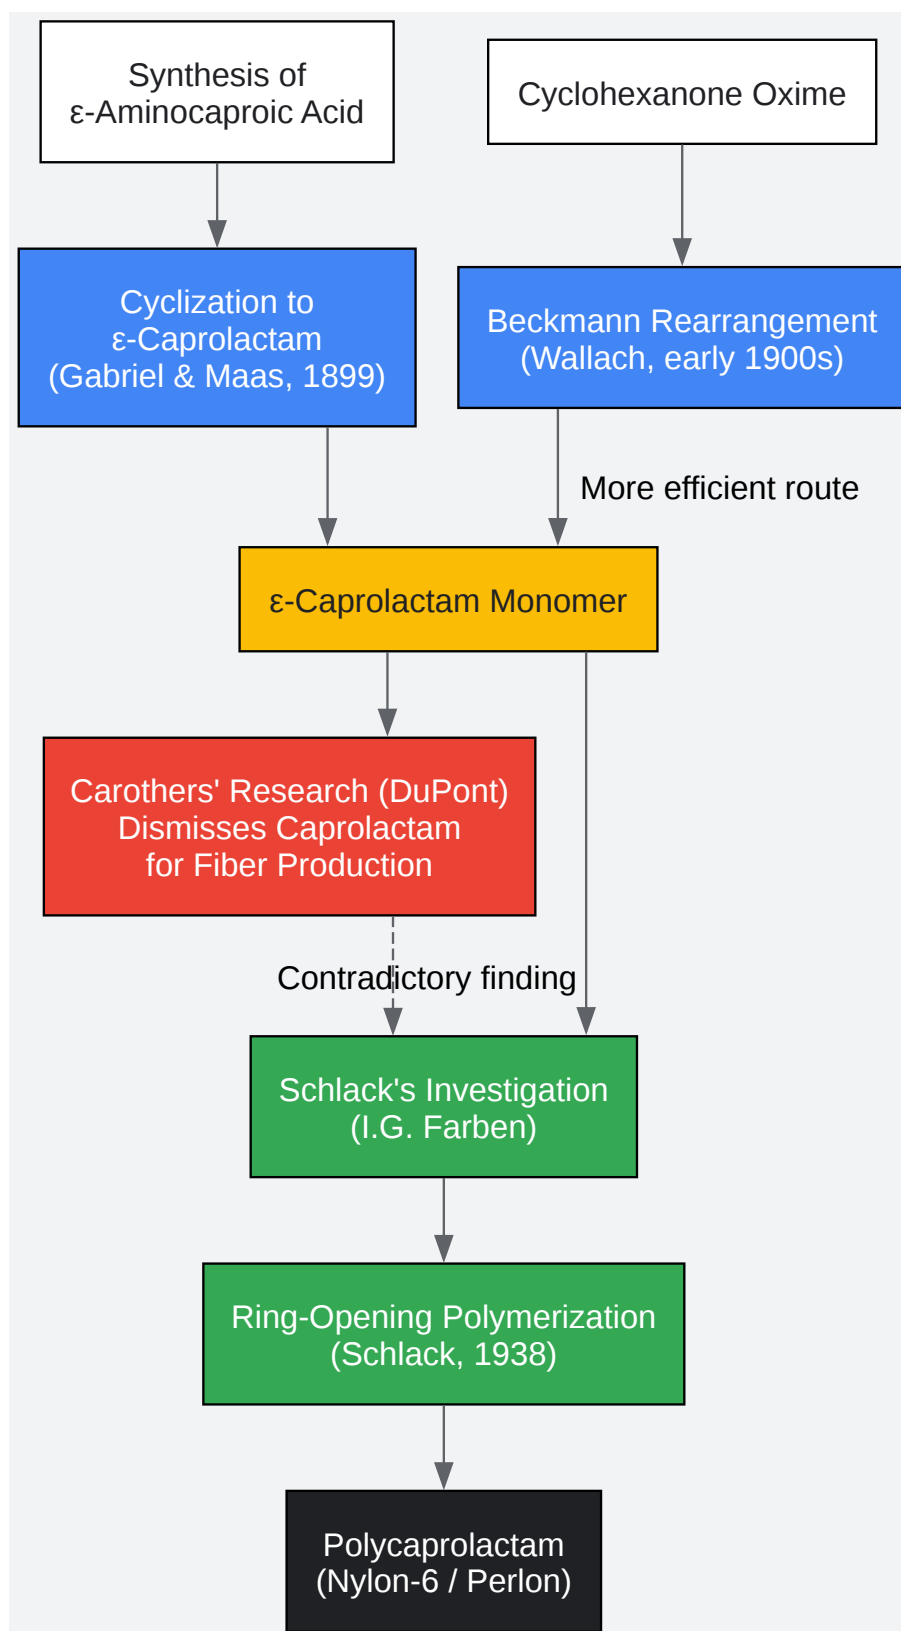 Synthesis of
ε-Aminocaproic Acid
Cyclohexanone Oxime
Cyclization to
ε-Caprolactam
(Gabriel & Maas, 1899)
Beckmann Rearrangement
(Wallach, early 1900s)
More efficient route
ε-Caprolactam Monomer
Carothers' Research (DuPont)
Dismisses Caprolactam
for Fiber Production
Contradictory finding
Schlack's Investigation
(I.G. Farben)
Ring-Opening Polymerization
(Schlack, 1938)
Polycaprolactam
(Nylon-6 / Perlon)